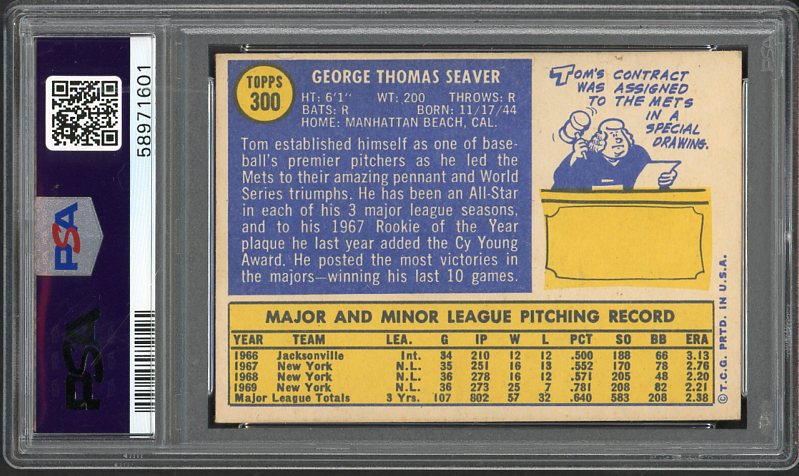 58971601
PSA
PSA
TOPPS
300
GEORGE THOMAS SEAVER
HT: 6'1" WT: 200 THROWS: R
BATS: R BORN: 11/17/44
HOME: MANHATTAN BEACH, CAL.
Tom established himself as one of base-
ball's premier pitchers as he led the
Mets to their amazing pennant and World
Series triumphs. He has been an All-Star
in each of his 3 major league seasons,
and to his 1967 Rookie of the Year
plaque he last year added the Cy Young
Award. He posted the most victories in
the majors—winning his last 10 games.
TOM'S CONTRACT
WAS ASSIGNED
TO THE METS
IN A
SPECIAL
DRAWING.
MAJOR AND MINOR LEAGUE PITCHING RECORD
YEAR TEAM LEA. G IP W L PCT SO BB ERA
1966 Jacksonville Int. 34 210 12 12 .500 188 66 3.13
1967 New York N.L. 35 251 16 13 .552 170 78 2.76
1968 New York N.L. 36 278 16 12 .571 205 48 2.20
1969 New York N.L. 36 273 25 7 .781 208 82 2.21
Major League Totals 3 Yrs. 107 802 57 32 .640 583 208 2.38
© T.C.G. PRTD. IN U.S.A.